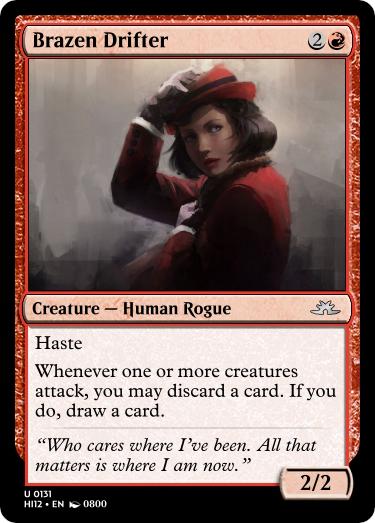 Brazen Drifter 2
Creature — Human Rogue
Haste
Whenever one or more creatures
attack, you may discard a card. If you
do, draw a card.
“Who cares where I’ve been. All that
matters is where I am now.”
2/2
U 0131
HI12 • EN 0800